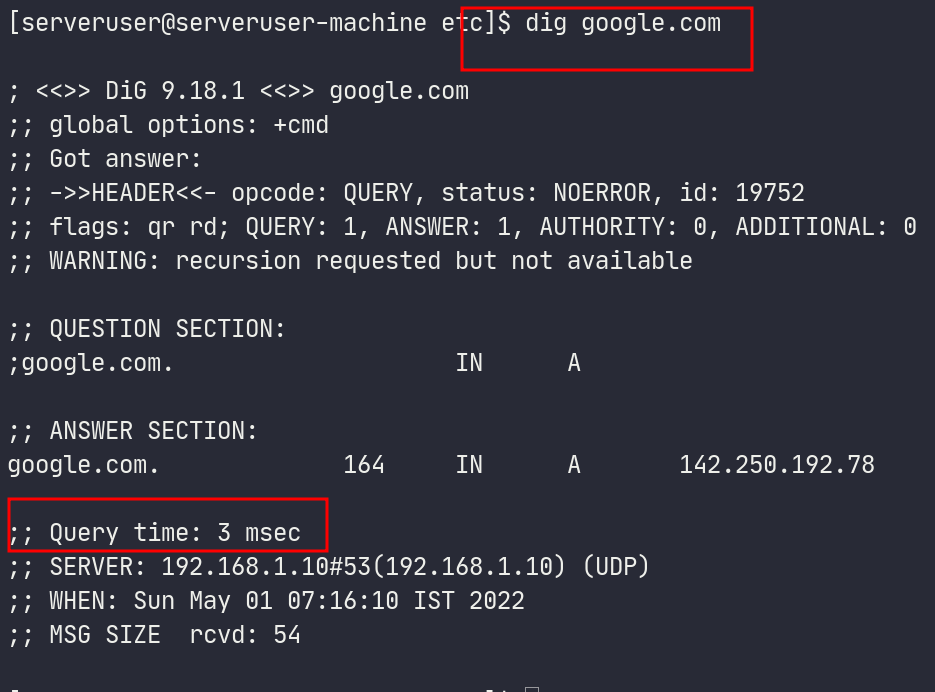 [serveruser@serveruser-machine etc]$ dig google.com
; <<>> DiG 9.18.1 <<>> google.com
;; global options: +cmd
;; Got answer:
;; ->>HEADER<<- opcode: QUERY, status: NOERROR, id: 19752
;; flags: qr rd; QUERY: 1, ANSWER: 1, AUTHORITY: 0, ADDITIONAL: 0
;; WARNING: recursion requested but not available
;; QUESTION SECTION:
;google.com. IN A
;; ANSWER SECTION:
google.com. 164 IN A 142.250.192.78
;; Query time: 3 msec
;; SERVER: 192.168.1.10#53(192.168.1.10) (UDP)
;; WHEN: Sun May 01 07:16:10 IST 2022
;; MSG SIZE  rcvd: 54